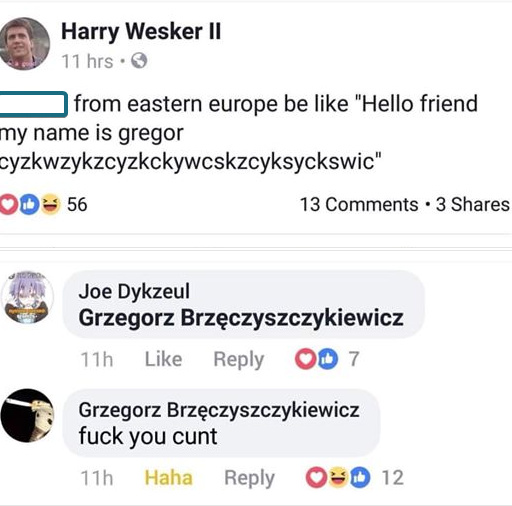 Harry Wesker II
11 hrs •
from eastern europe be like "Hello friend
my name is gregor
cyzkwzykzcyzkckywcskzcyksyckswic"
56
13 Comments • 3 Shares
Joe Dykzeul
Grzegorz Brzęczyszczykiewicz
11h Like Reply 7
Grzegorz Brzęczyszczykiewicz
fuck you cunt
11h Haha Reply 12